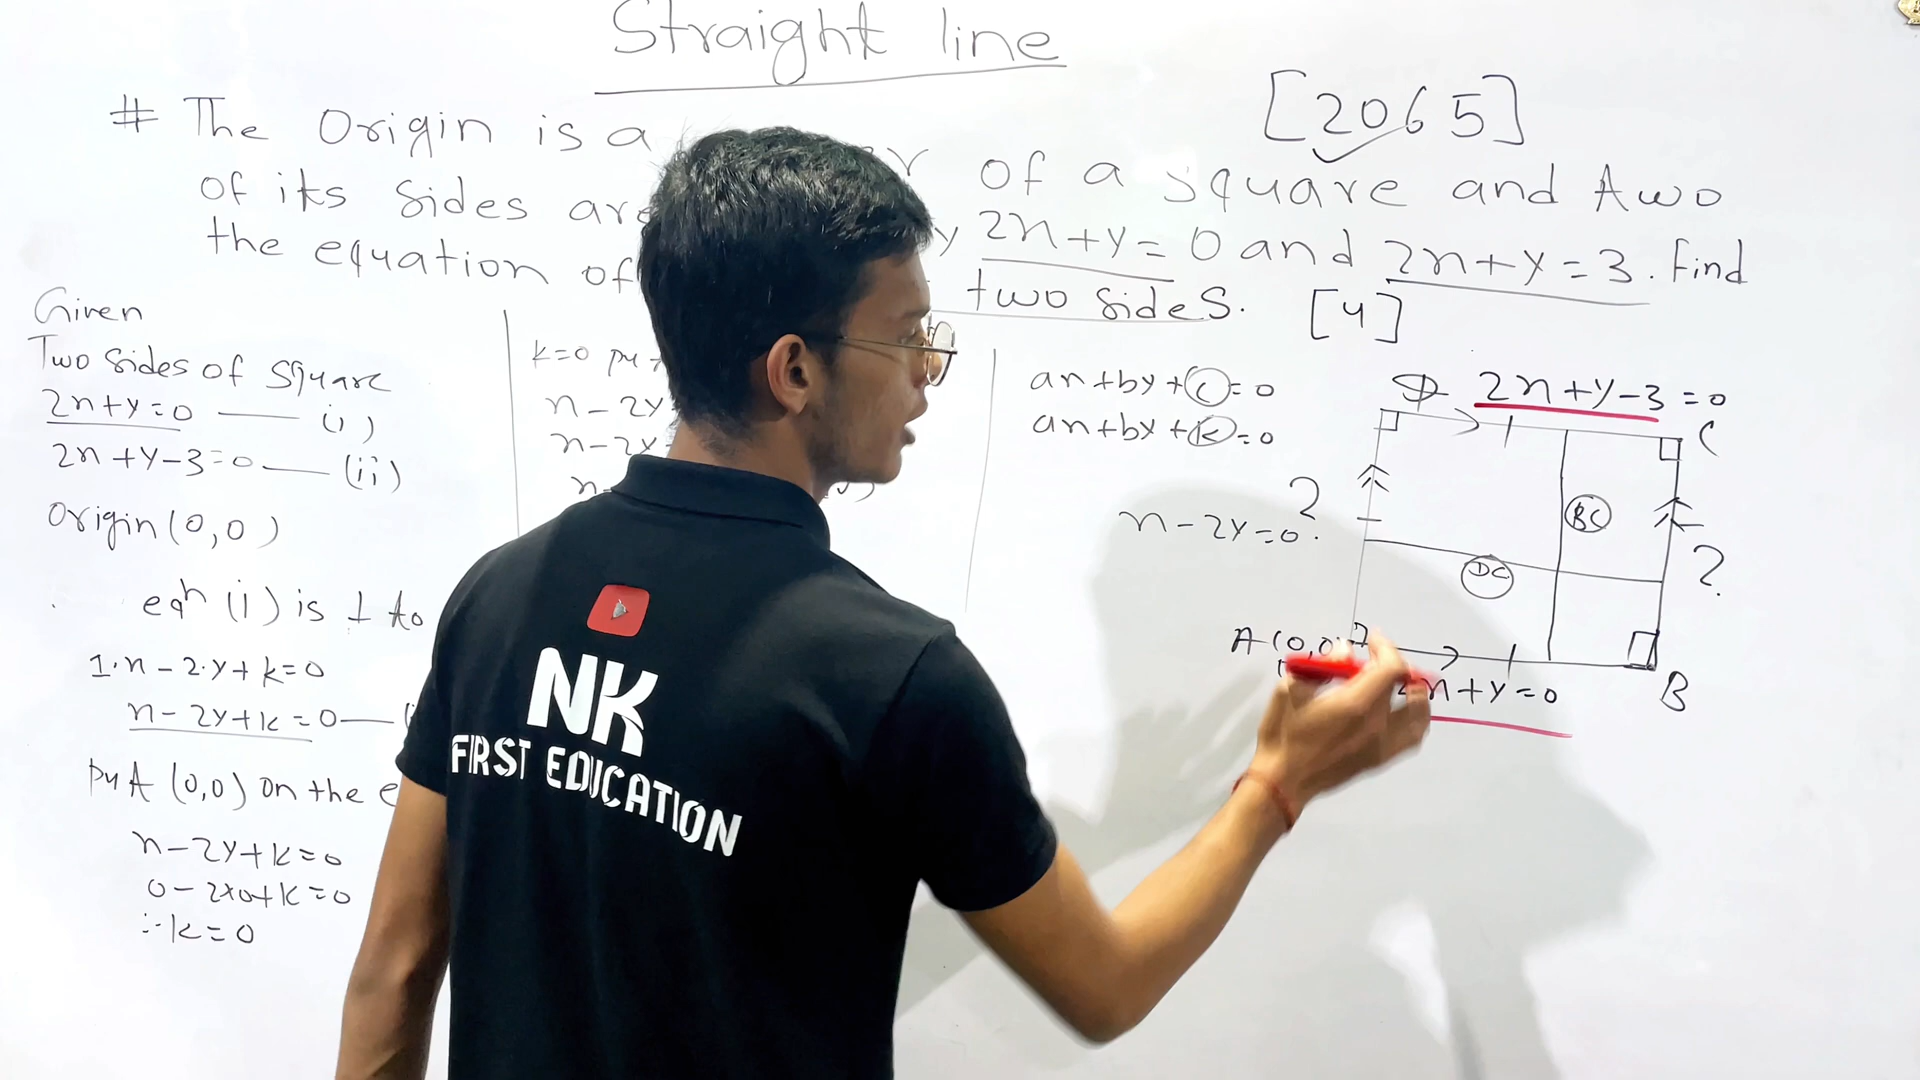 Straight line
[2065]
# The Origin is a of a square and two
of its sides are
the equation of 2x+y=0 and 2x+y=3. Find
two sides. [4]
Given
Two sides of square
2x+y=0 (i)
2x+y-3=0 (ii)
origin (0,0)
eqn (i) is ⊥ to
1.x-2.y+k=0
x-2y+k=0
put (0,0) on the
x-2y+k=0
0-2x0+k=0
∴k=0
k=0
x-2y
x-2y
ax+by+c=0
ax+by+k=0
D 2x+y-3=0
C
?
x-2y=0.
BC
DC
?
A(0,0)
2x+y=0
B
NK
FIRST EDUCATION